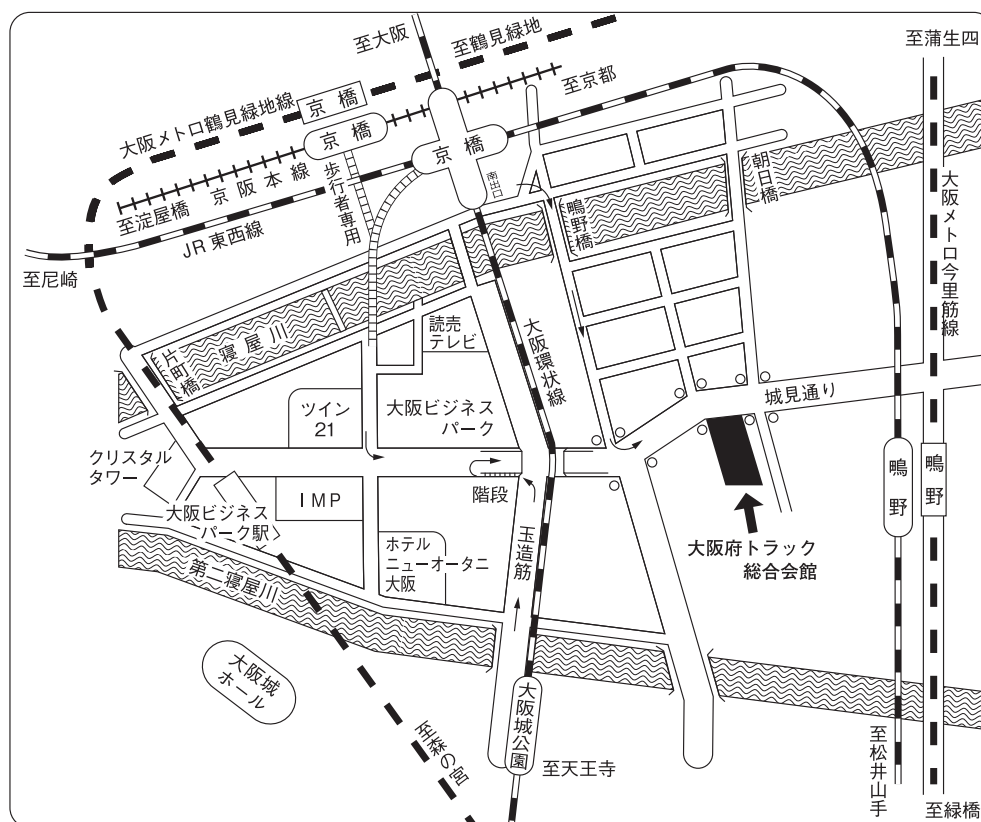 至大阪
至鶴見緑地
至蒲生四
大阪メトロ鶴見緑地線
京橋
京橋
至京都
京橋
至淀屋橋
京阪本線
歩行者専用
南出口
鴫野橋
朝日橋
JR 東西線
至尼崎
大阪メトロ今里筋線
片町橋
寝屋川
読売
テレビ
大阪環状線
城見通り
ツイン
21
大阪ビジネス
パーク
クリスタル
タワー
IMP
階段
鴫野
鴫野
大阪ビジネス
パーク駅
大阪府トラック
総合会館
ホテル
ニューオータニ
大阪
玉造筋
第二寝屋川
大阪城
ホール
大阪城公園
至森の宮
至天王寺
至松井山手
至緑橋